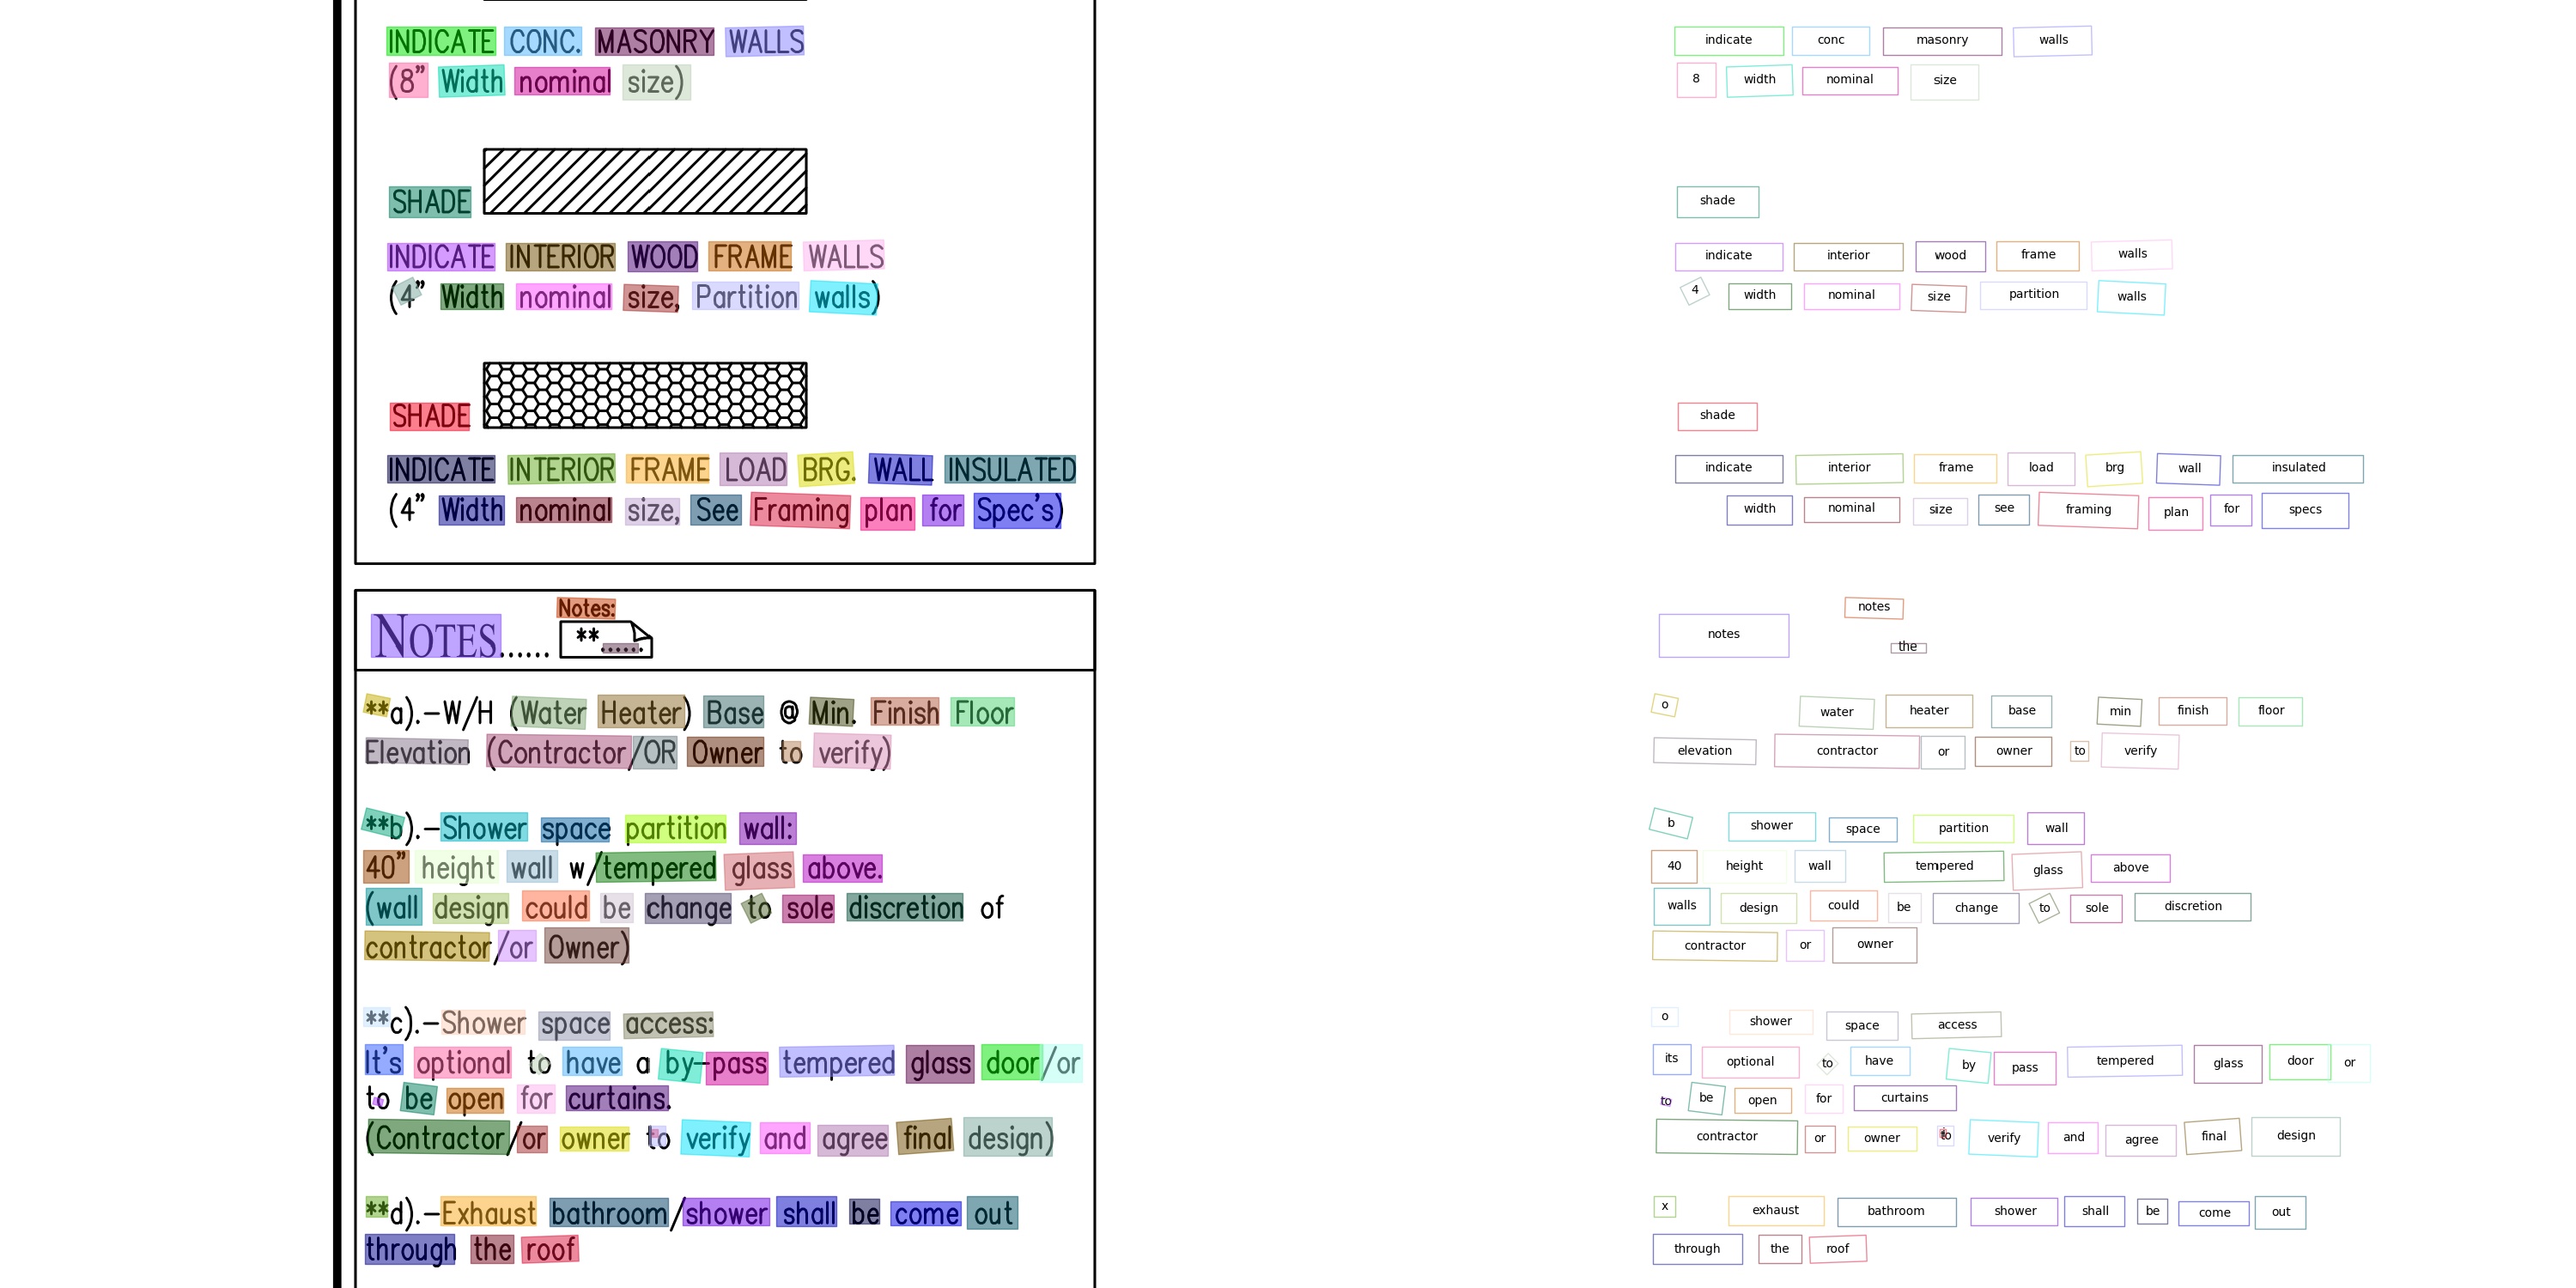 INDICATE CONC. MASONRY WALLS
(8" Width nominal size)
SHADE
INDICATE INTERIOR WOOD FRAME WALLS
(4" Width nominal size, Partition walls)
SHADE
INDICATE INTERIOR FRAME LOAD BRG. WALL INSULATED
(4" Width nominal size, See Framing plan for Spec's)
Notes:
NOTES...... **......
**a).-W/H (Water Heater) Base @ Min. Finish Floor
Elevation (Contractor/OR Owner to verify)
**b).-Shower space partition wall:
40" height wall w/tempered glass above.
(wall design could be change to sole discretion of
contractor/or Owner)
**c).-Shower space access:
It's optional to have a by-pass tempered glass door/or
to be open for curtains.
(Contractor/or owner to verify and agree final design)
**d).-Exhaust bathroom/shower shall be come out
through the roof
indicate conc masonry walls
8 width nominal size
shade
indicate interior wood frame walls
4 width nominal size partition walls
shade
indicate interior frame load brg wall insulated
width nominal size see framing plan for specs
notes
notes
the
o water heater base min finish floor
elevation contractor or owner to verify
b shower space partition wall
40 height wall tempered glass above
walls design could be change to sole discretion
contractor or owner
o shower space access
its optional to have by pass tempered glass door or
to be open for curtains
contractor or owner to verify and agree final design
x exhaust bathroom shower shall be come out
through the roof